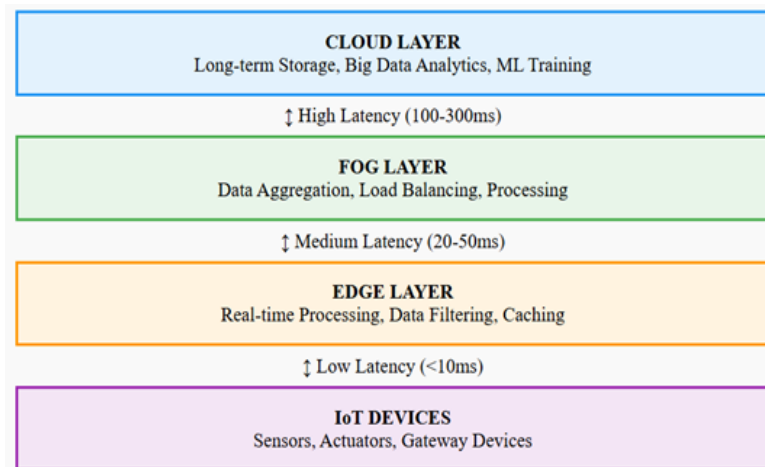 CLOUD LAYER
Long-term Storage, Big Data Analytics, ML Training
↕ High Latency (100-300ms)
FOG LAYER
Data Aggregation, Load Balancing, Processing
↕ Medium Latency (20-50ms)
EDGE LAYER
Real-time Processing, Data Filtering, Caching
↕ Low Latency (<10ms)
IoT DEVICES
Sensors, Actuators, Gateway Devices